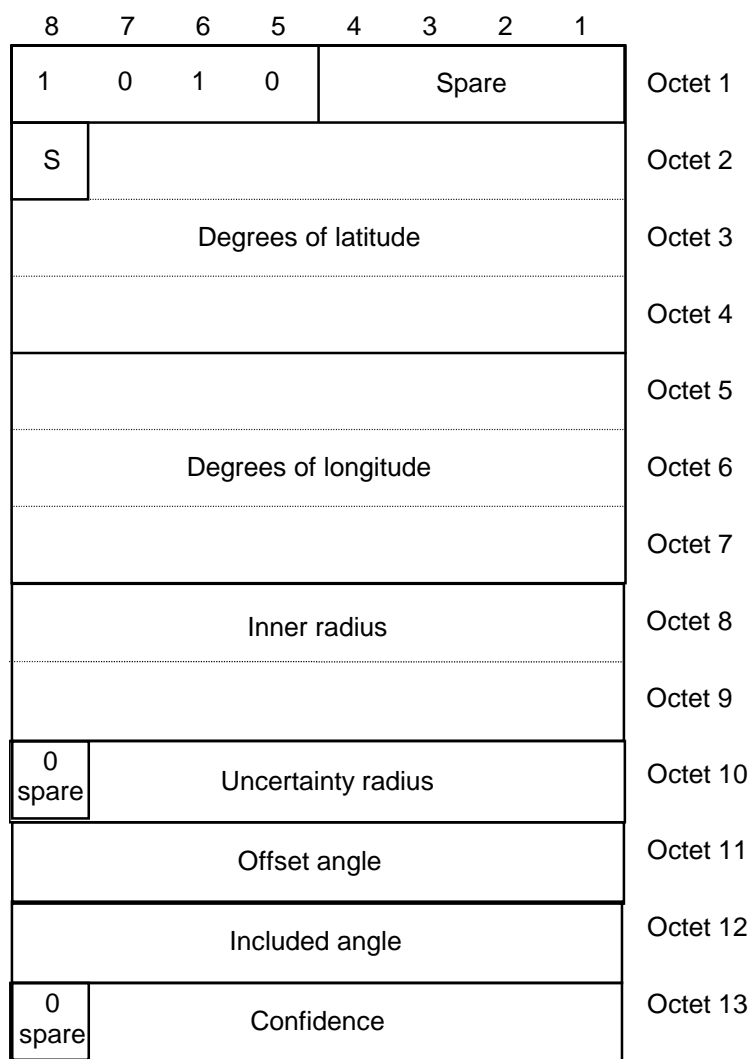 8 7 6 5 4 3 2 1
1 0 1 0 Spare Octet 1
S Octet 2
Degrees of latitude Octet 3
Octet 4
Octet 5
Degrees of longitude Octet 6
Octet 7
Inner radius Octet 8
Octet 9
0
spare Uncertainty radius Octet 10
Offset angle Octet 11
Included angle Octet 12
0
spare Confidence Octet 13